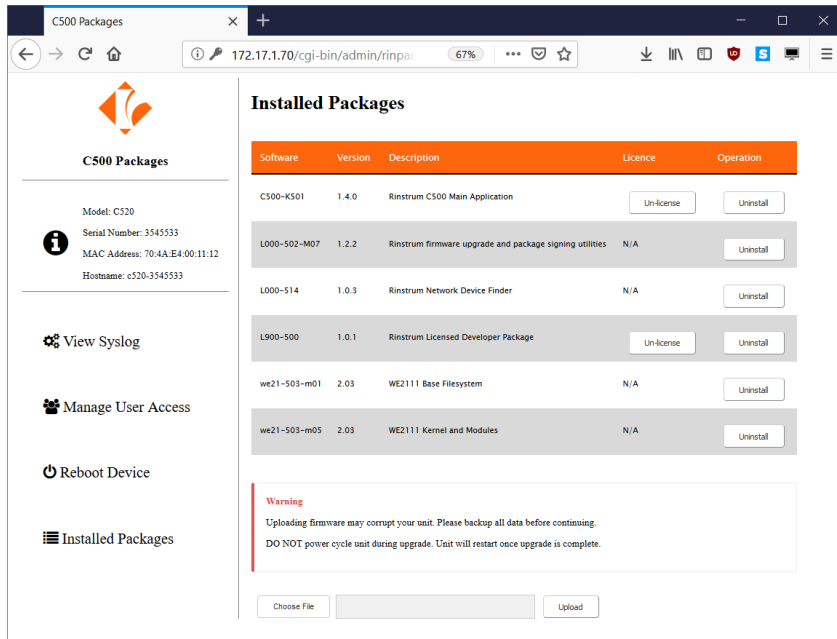 C500 Packages
172.17.1.70/cgi-bin/admin/rinpac
67%
C500 Packages
Model: C520
Serial Number: 3545533
MAC Address: 70:4A:E4:00:11:12
Hostname: c520-3545533
View Syslog
Manage User Access
Reboot Device
Installed Packages
Installed Packages
Software Version Description Licence Operation
C500-K501 1.4.0 Rinstrum C500 Main Application Un-license Uninstall
L000-502-M07 1.2.2 Rinstrum firmware upgrade and package signing utilities N/A Uninstall
L000-514 1.0.3 Rinstrum Network Device Finder N/A Uninstall
L900-500 1.0.1 Rinstrum Licensed Developer Package Un-license Uninstall
we21-503-m01 2.03 WE2111 Base Filesystem N/A Uninstall
we21-503-m05 2.03 WE2111 Kernel and Modules N/A Uninstall
Warning
Uploading firmware may corrupt your unit. Please backup all data before continuing.
DO NOT power cycle unit during upgrade. Unit will restart once upgrade is complete.
Choose File Upload